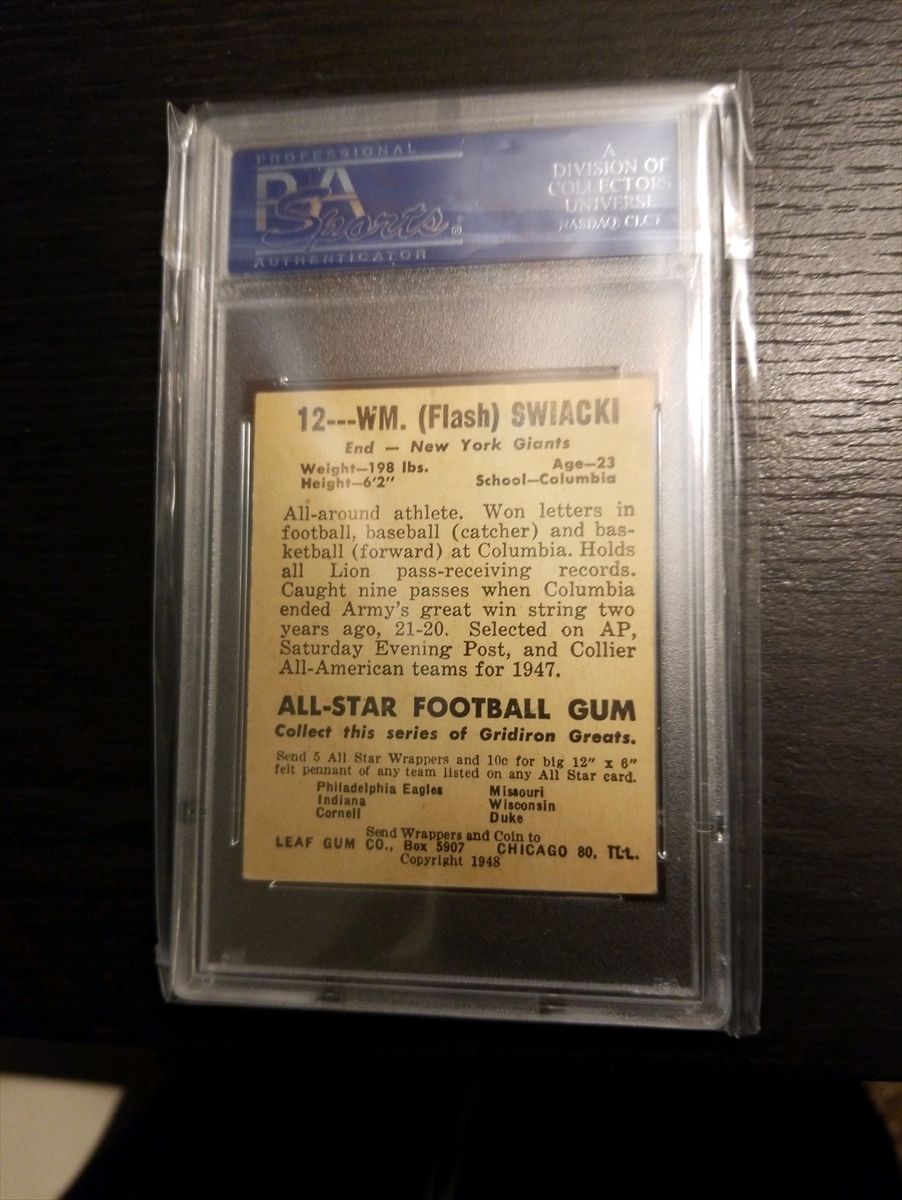 PROFESSIONAL
PSA
Sports®
AUTHENTICATOR
A
DIVISION OF
COLLECTORS
UNIVERSE
NASDAQ, CLCT
12---WM. (Flash) SWIACKI
End — New York Giants
Weight—198 lbs. Age—23
Height—6'2" School—Columbia
All-around athlete. Won letters in
football, baseball (catcher) and bas-
ketball (forward) at Columbia. Holds
all Lion pass-receiving records.
Caught nine passes when Columbia
ended Army's great win string two
years ago, 21-20. Selected on AP,
Saturday Evening Post, and Collier
All-American teams for 1947.
ALL-STAR FOOTBALL GUM
Collect this series of Gridiron Greats.
Send 5 All Star Wrappers and 10c for big 12" x 6"
felt pennant of any team listed on any All Star card.
Philadelphia Eagles Missouri
Indiana Wisconsin
Cornell Duke
Send Wrappers and Coin to
LEAF GUM CO., Box 5907 CHICAGO 80, ILL.
Copyright 1948